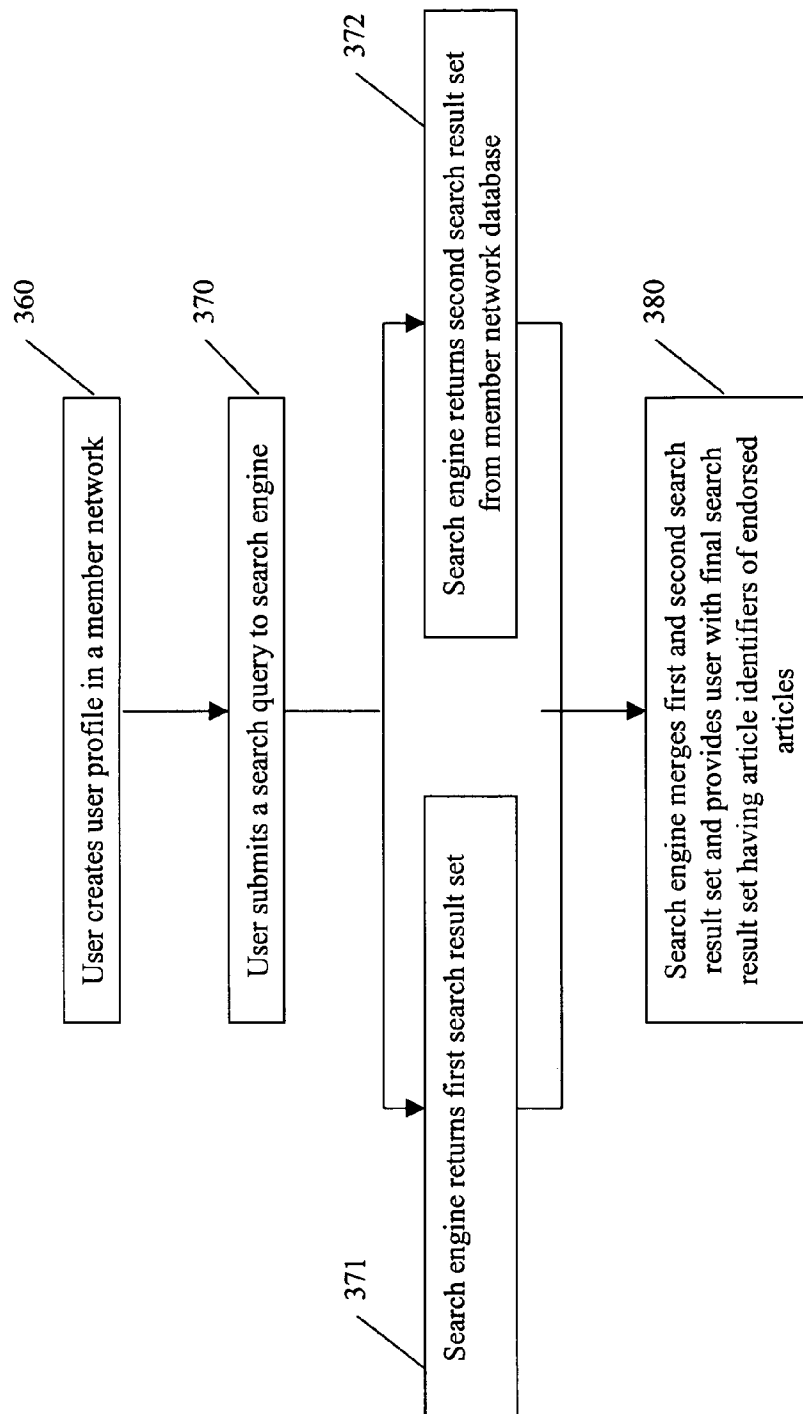 360
User creates user profile in a member network
370
User submits a search query to search engine
371
Search engine returns first search result set
372
Search engine returns second search result set
from member network database
380
Search engine merges first and second search
result set and provides user with final search
result set having article identifiers of endorsed
articles